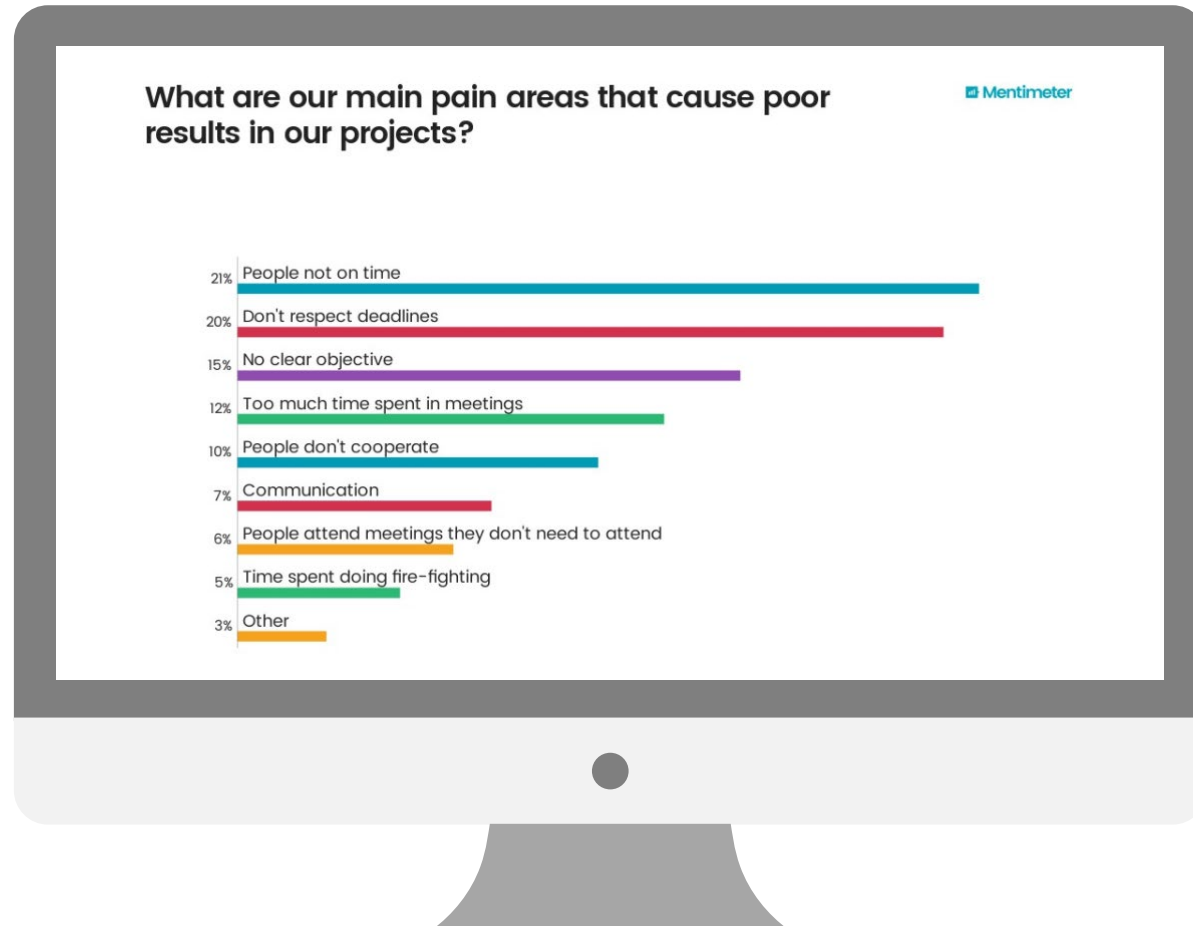 What are our main pain areas that cause poor
results in our projects?
Mentimeter
21% People not on time
20% Don't respect deadlines
15% No clear objective
12% Too much time spent in meetings
10% People don't cooperate
7% Communication
6% People attend meetings they don't need to attend
5% Time spent doing fire-fighting
3% Other